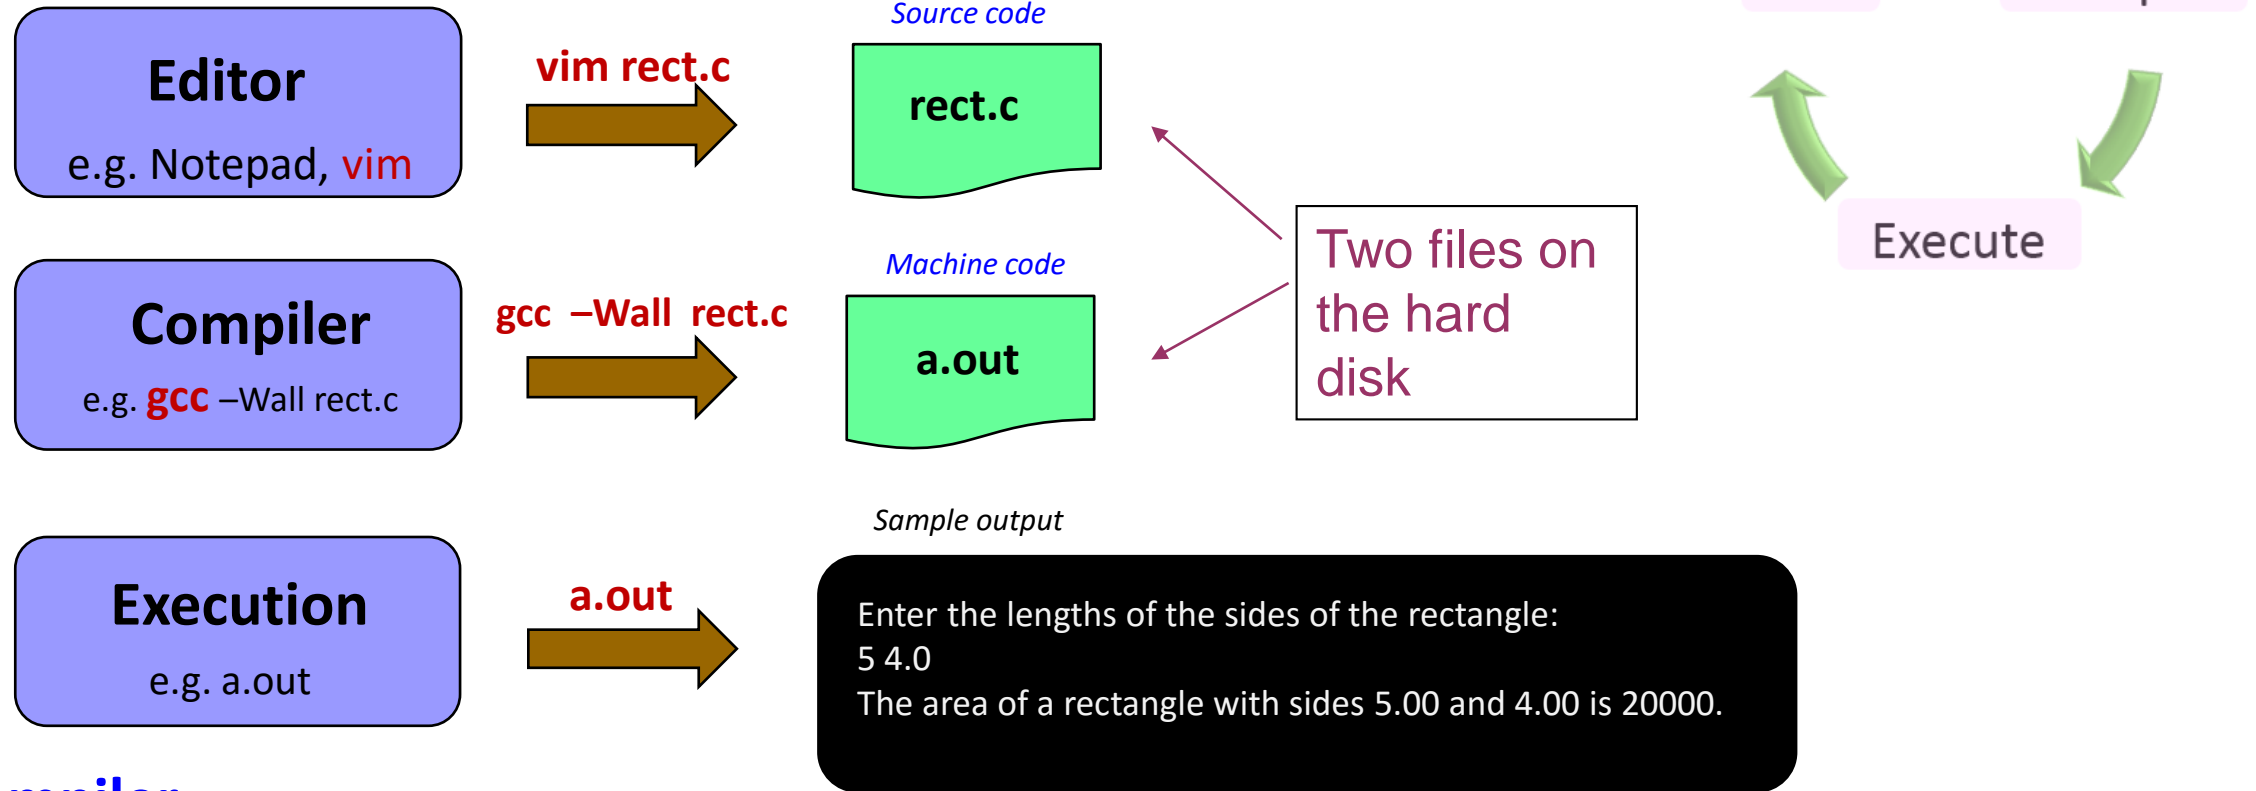 Source code
Editor
e.g. Notepad, vim
vim rect.c
rect.c
Execute
Machine code
Compiler
e.g. gcc –Wall rect.c
gcc –Wall rect.c
a.out
Two files on
the hard
disk
Sample output
Execution
e.g. a.out
a.out
Enter the lengths of the sides of the rectangle:
5 4.0
The area of a rectangle with sides 5.00 and 4.00 is 20000.